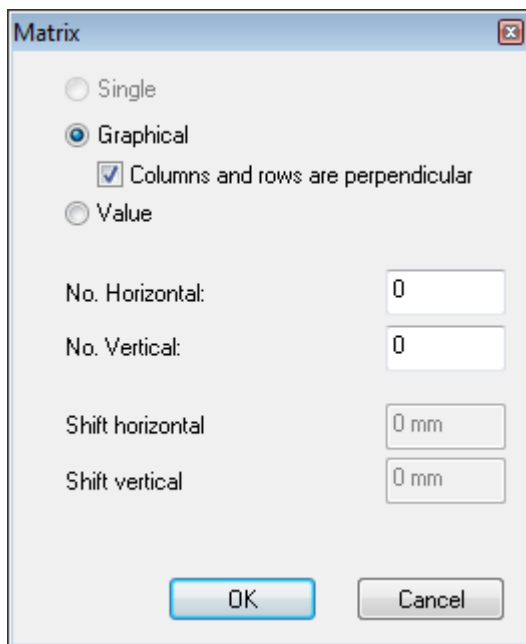 Matrix
Single
Graphical
Columns and rows are perpendicular
Value
No. Horizontal: 0
No. Vertical: 0
Shift horizontal 0 mm
Shift vertical 0 mm
OK Cancel